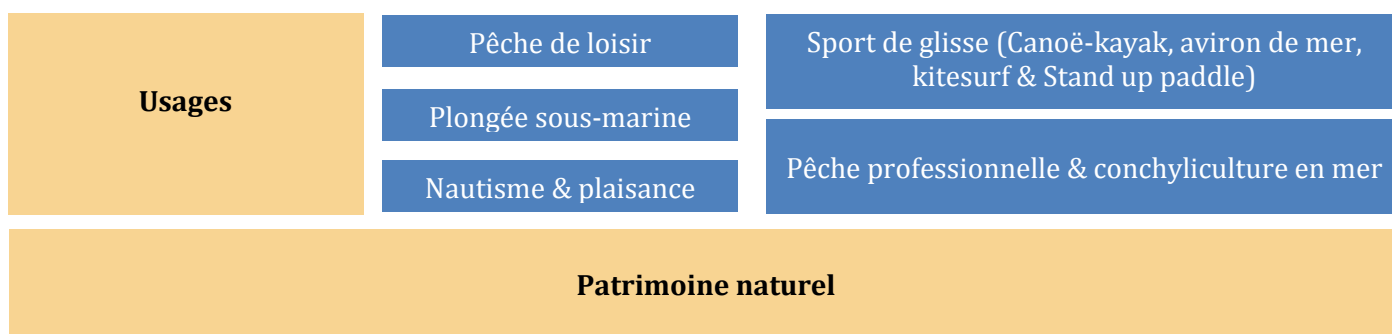 Usages
Pêche de loisir
Plongée sous-marine
Nautisme & plaisance
Sport de glisse (Canoë-kayak, aviron de mer,
kitesurf & Stand up paddle)
Pêche professionnelle & conchyliculture en mer
Patrimoine naturel